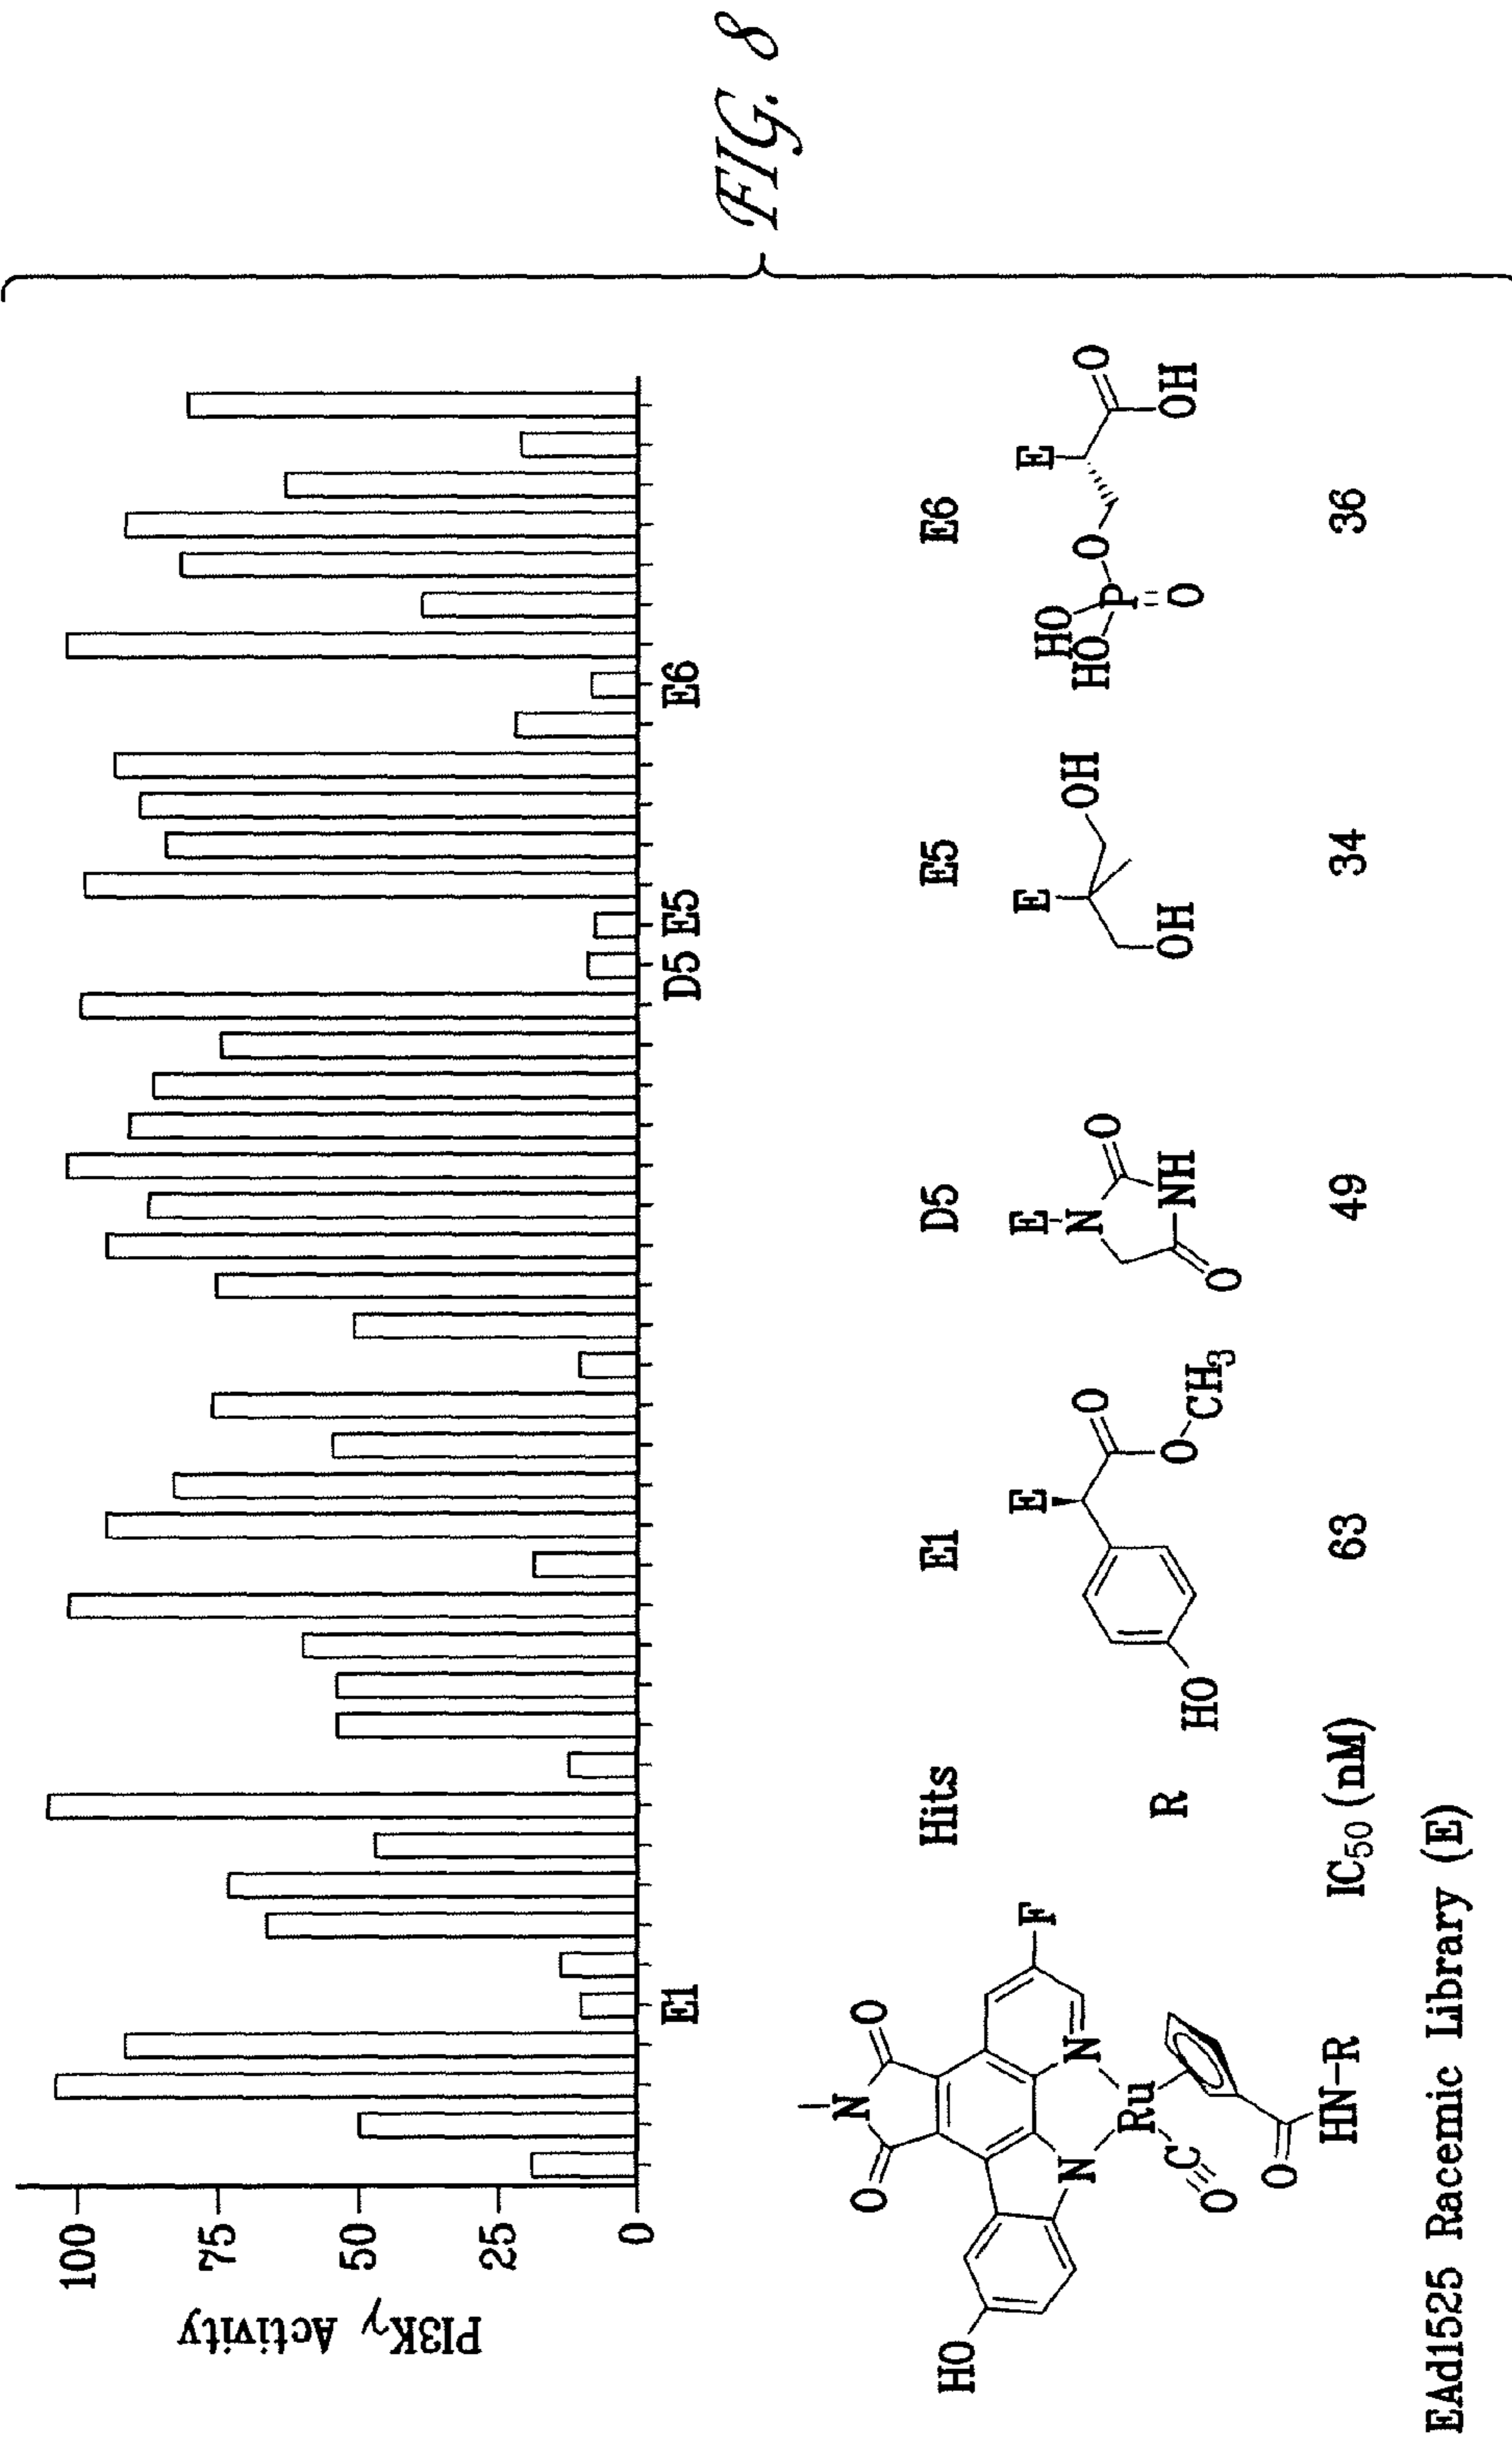 PI3Kγ Activity
100
75
50
25
0
E1 D5 E5 E6
Hits E1 D5 E5 E6
R
HO
O
N
O
F
N
N
Ru
C
O
O
HN-R
E
O
O
CH3
HO
E
N
O
NH
O
E
OH
OH
HO
HO
P
O
O
E
O
OH
IC50 (nM) 63 49 34 36
EAd1525 Racemic Library (E)
FIG. 8